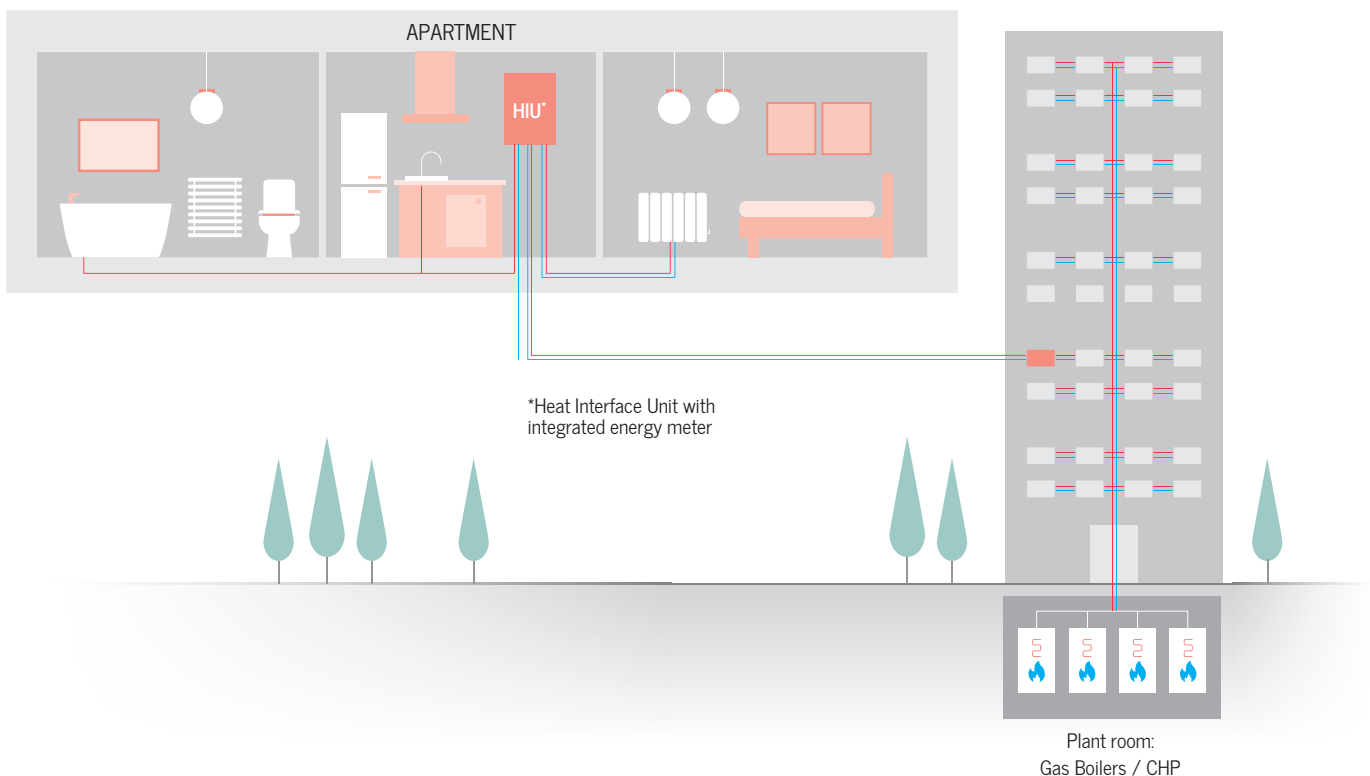 APARTMENT
HIU*
*Heat Interface Unit with
integrated energy meter
Plant room:
Gas Boilers / CHP